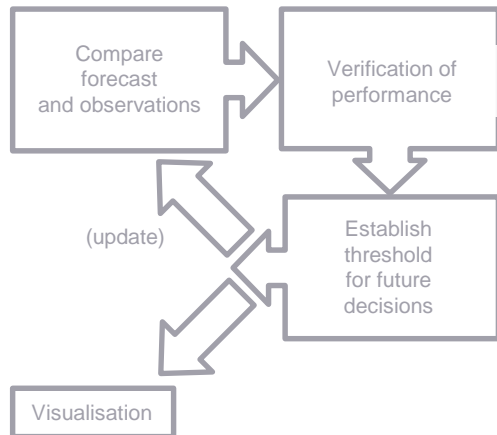 Compare
forecast
and observations
Verification of
performance
(update)
Establish
threshold
for future
decisions
Visualisation